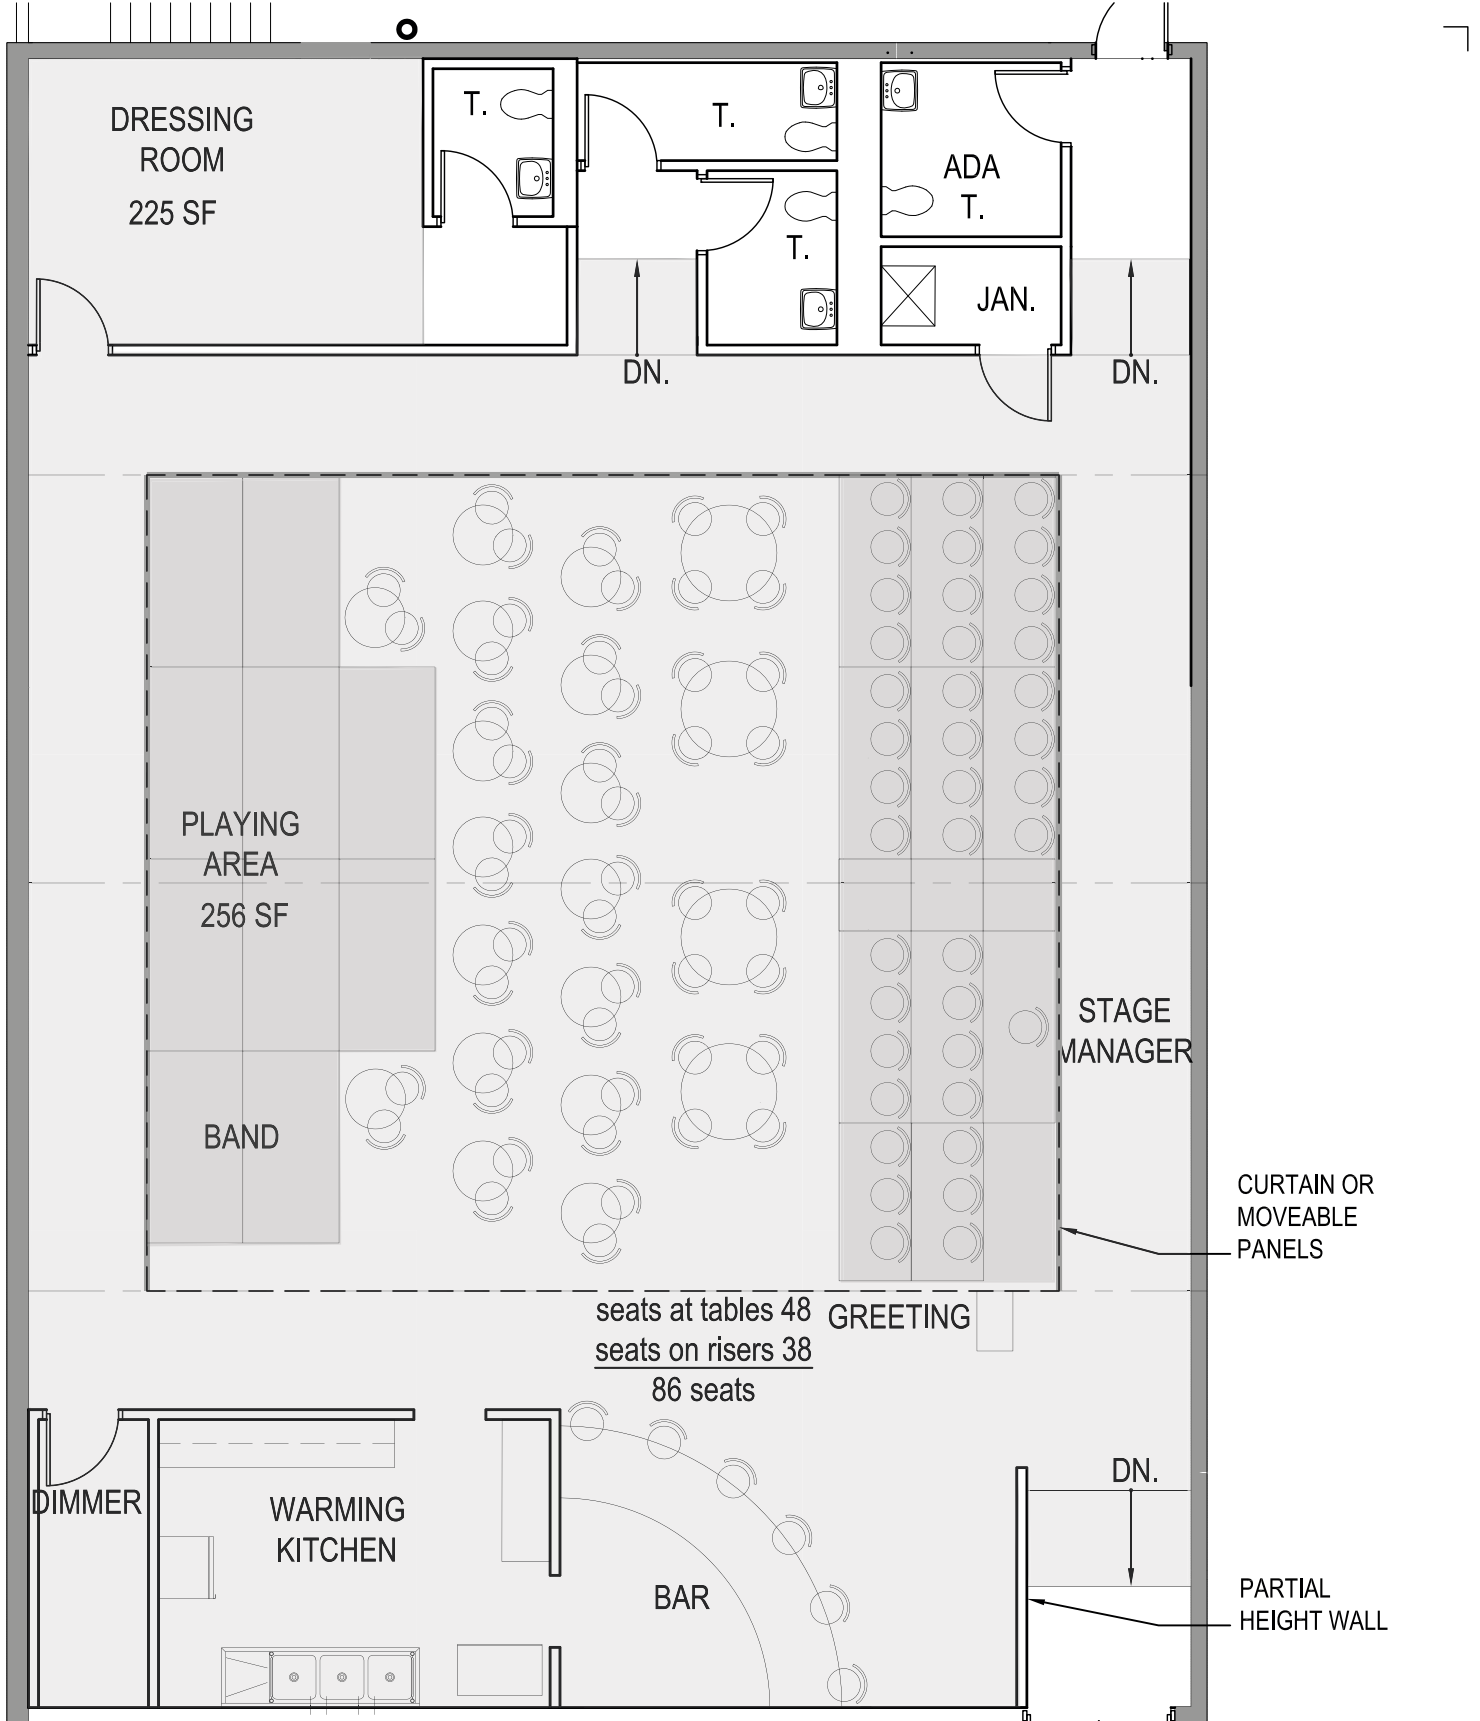 DRESSING
ROOM
225 SF
T.
T.
T.
ADA
T.
JAN.
DN.
DN.
PLAYING
AREA
256 SF
BAND
STAGE
MANAGER
CURTAIN OR
MOVEABLE
PANELS
seats at tables 48
seats on risers 38
86 seats
GREETING
DIMMER
WARMING
KITCHEN
BAR
DN.
PARTIAL
HEIGHT WALL